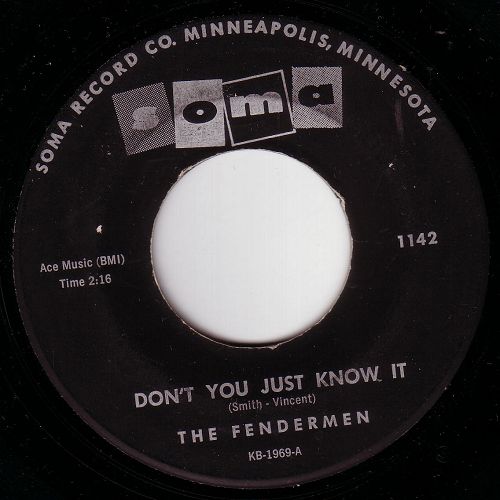 SOMA RECORD CO. MINNEAPOLIS, MINNESOTA
soma
1142
Ace Music (BMI)
Time 2:16
DON'T YOU JUST KNOW IT
(Smith - Vincent)
THE FENDERMEN
KB-1969-A